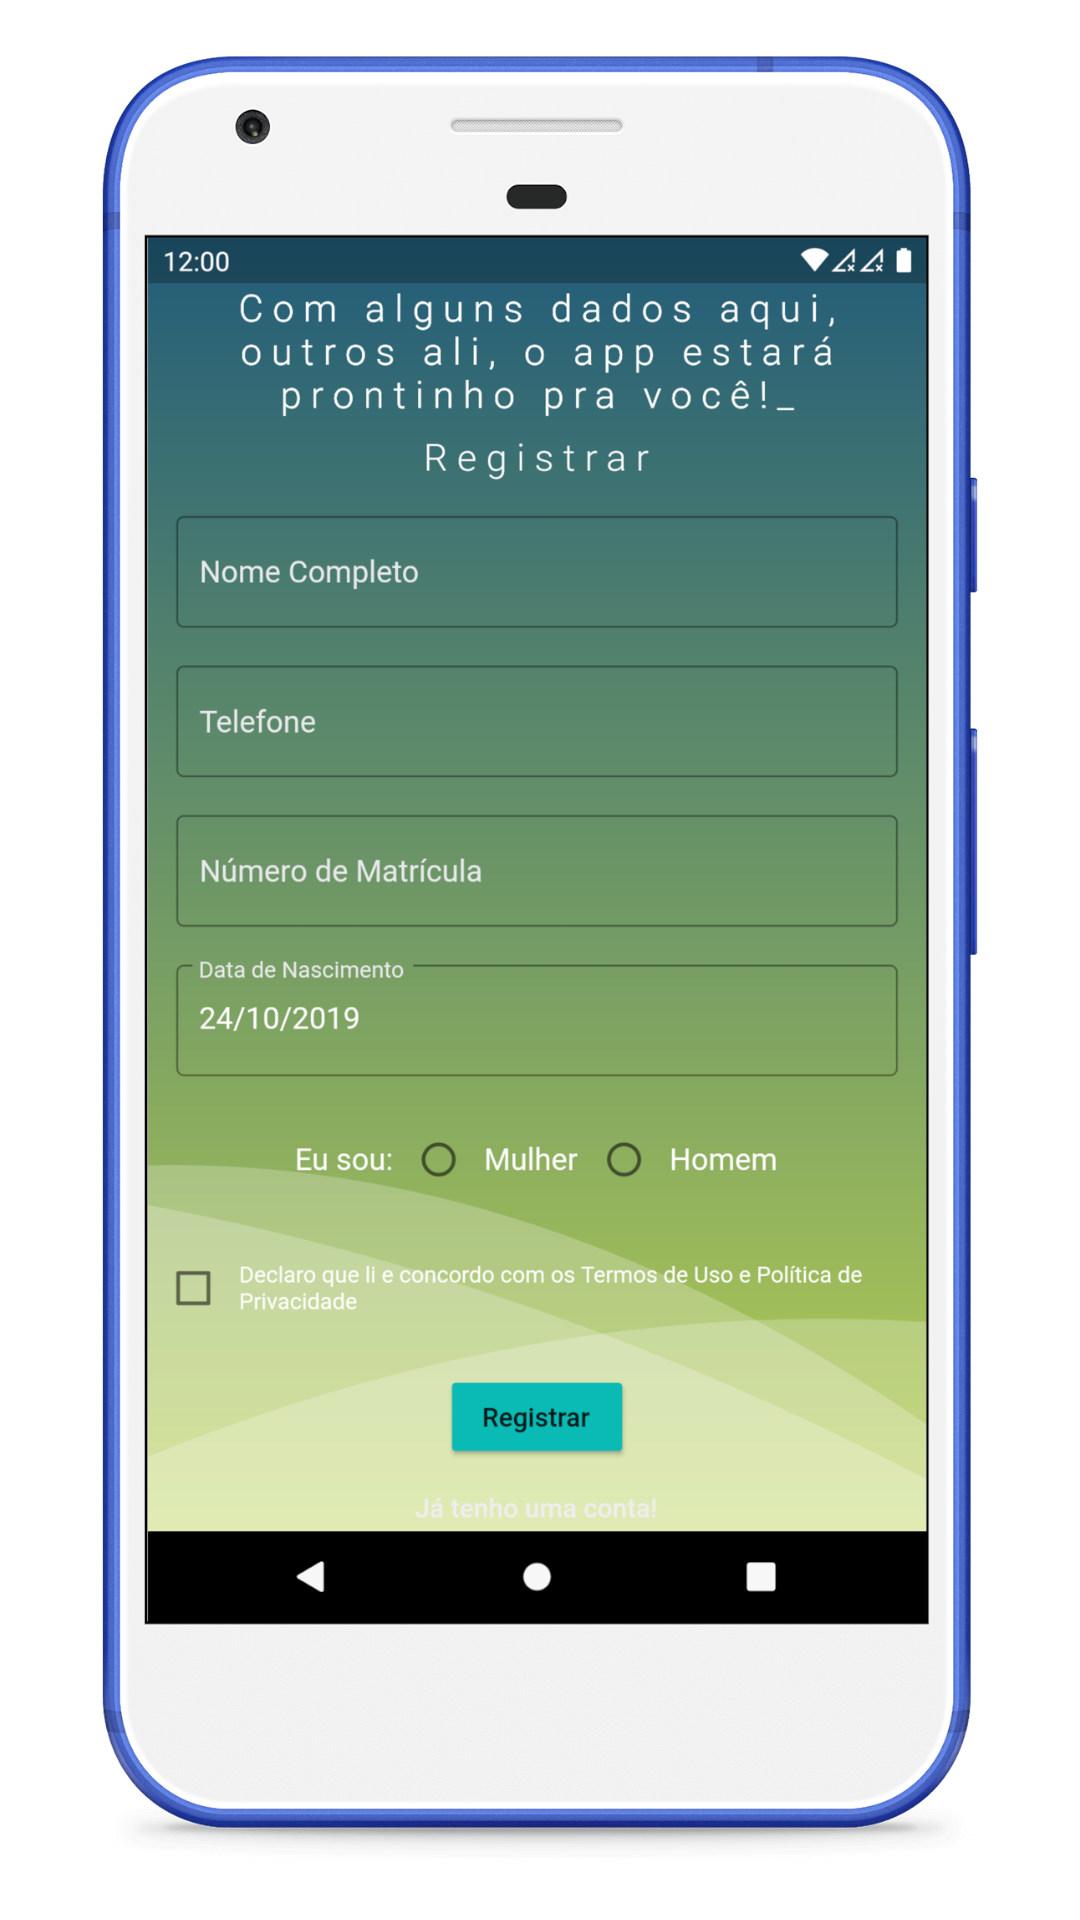 12:00
Com alguns dados aqui,
outros ali, o app estará
prontinho pra você!_
Registrar
Nome Completo
Telefone
Número de Matrícula
Data de Nascimento
24/10/2019
Eu sou: Mulher Homem
Declaro que li e concordo com os Termos de Uso e Política de
Privacidade
Registrar
Já tenho uma conta!